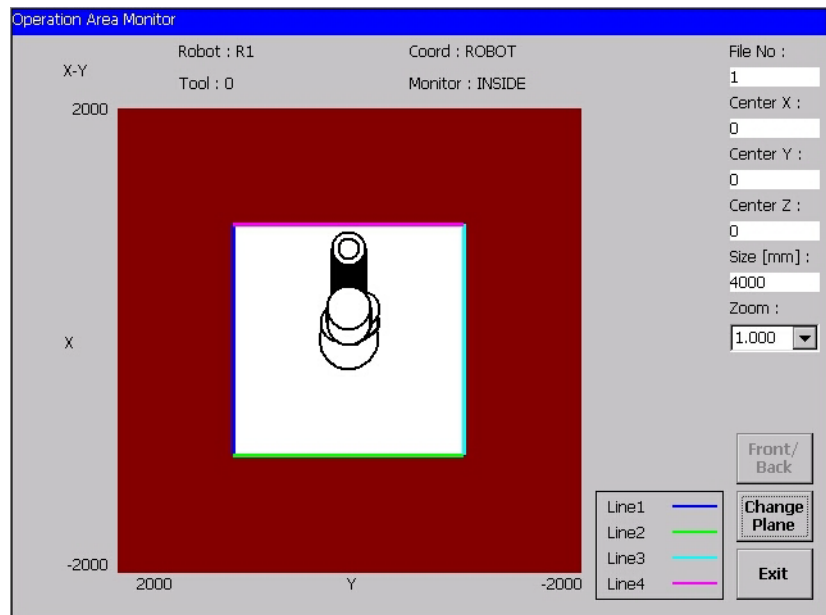 Operation Area Monitor
Robot : R1
Coord : ROBOT
File No :
X-Y
Tool : 0
Monitor : INSIDE
1
2000
Center X :
0
Center Y :
0
Center Z :
0
Size [mm] :
4000
Zoom :
1.000
X
Front/
Back
Line1
Change
Plane
Line2
Line3
Line4
Exit
-2000
2000
Y
-2000